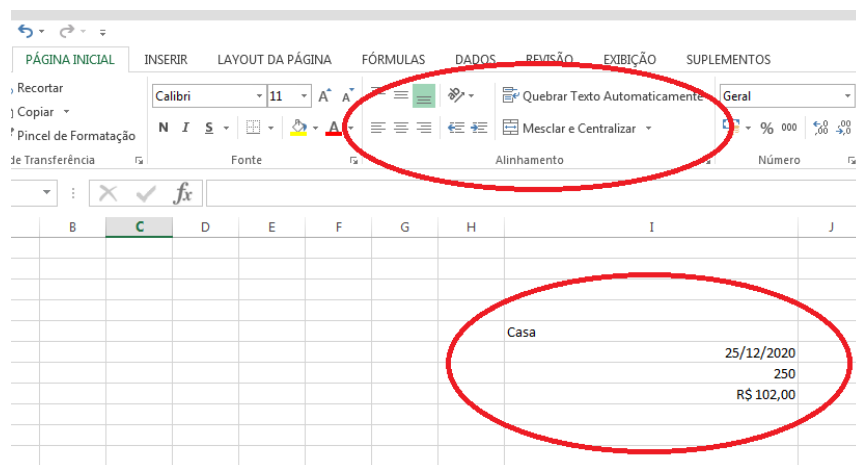 PÁGINA INICIAL INSERIR LAYOUT DA PÁGINA FÓRMULAS DADOS REVISÃO EXIBIÇÃO SUPLEMENTOS
Recortar
Calibri 11 A A Quebrar Texto Automaticamente Geral
Copiar
N I S A Mesclar e Centralizar % 000 ,00 ,00
Pincel de Formatação
de Transferência Fonte Alinhamento Número
fx
B C D E F G H I J
Casa
25/12/2020
250
R$ 102,00